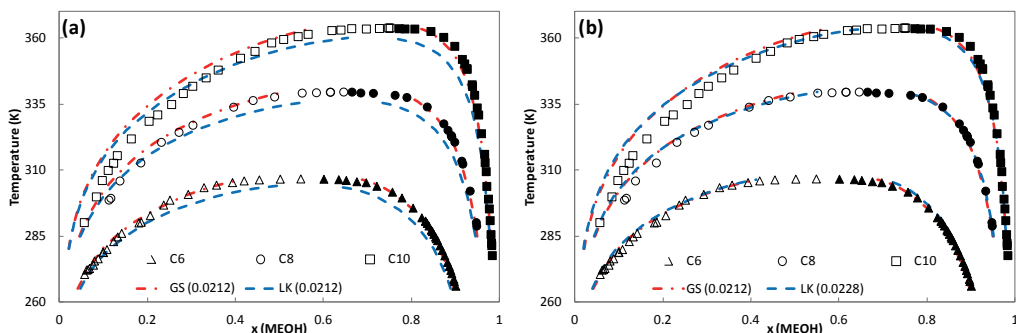 (a)
Temperature (K)
360
335
310
285
260
C6 C8 C10
GS (0.0212) LK (0.0212)
0 0.2 0.4 0.6 0.8 1
x (MEOH)
(b)
Temperature (K)
360
335
310
285
260
C6 C8 C10
GS (0.0212) LK (0.0228)
0 0.2 0.4 0.6 0.8 1
x (MEOH)